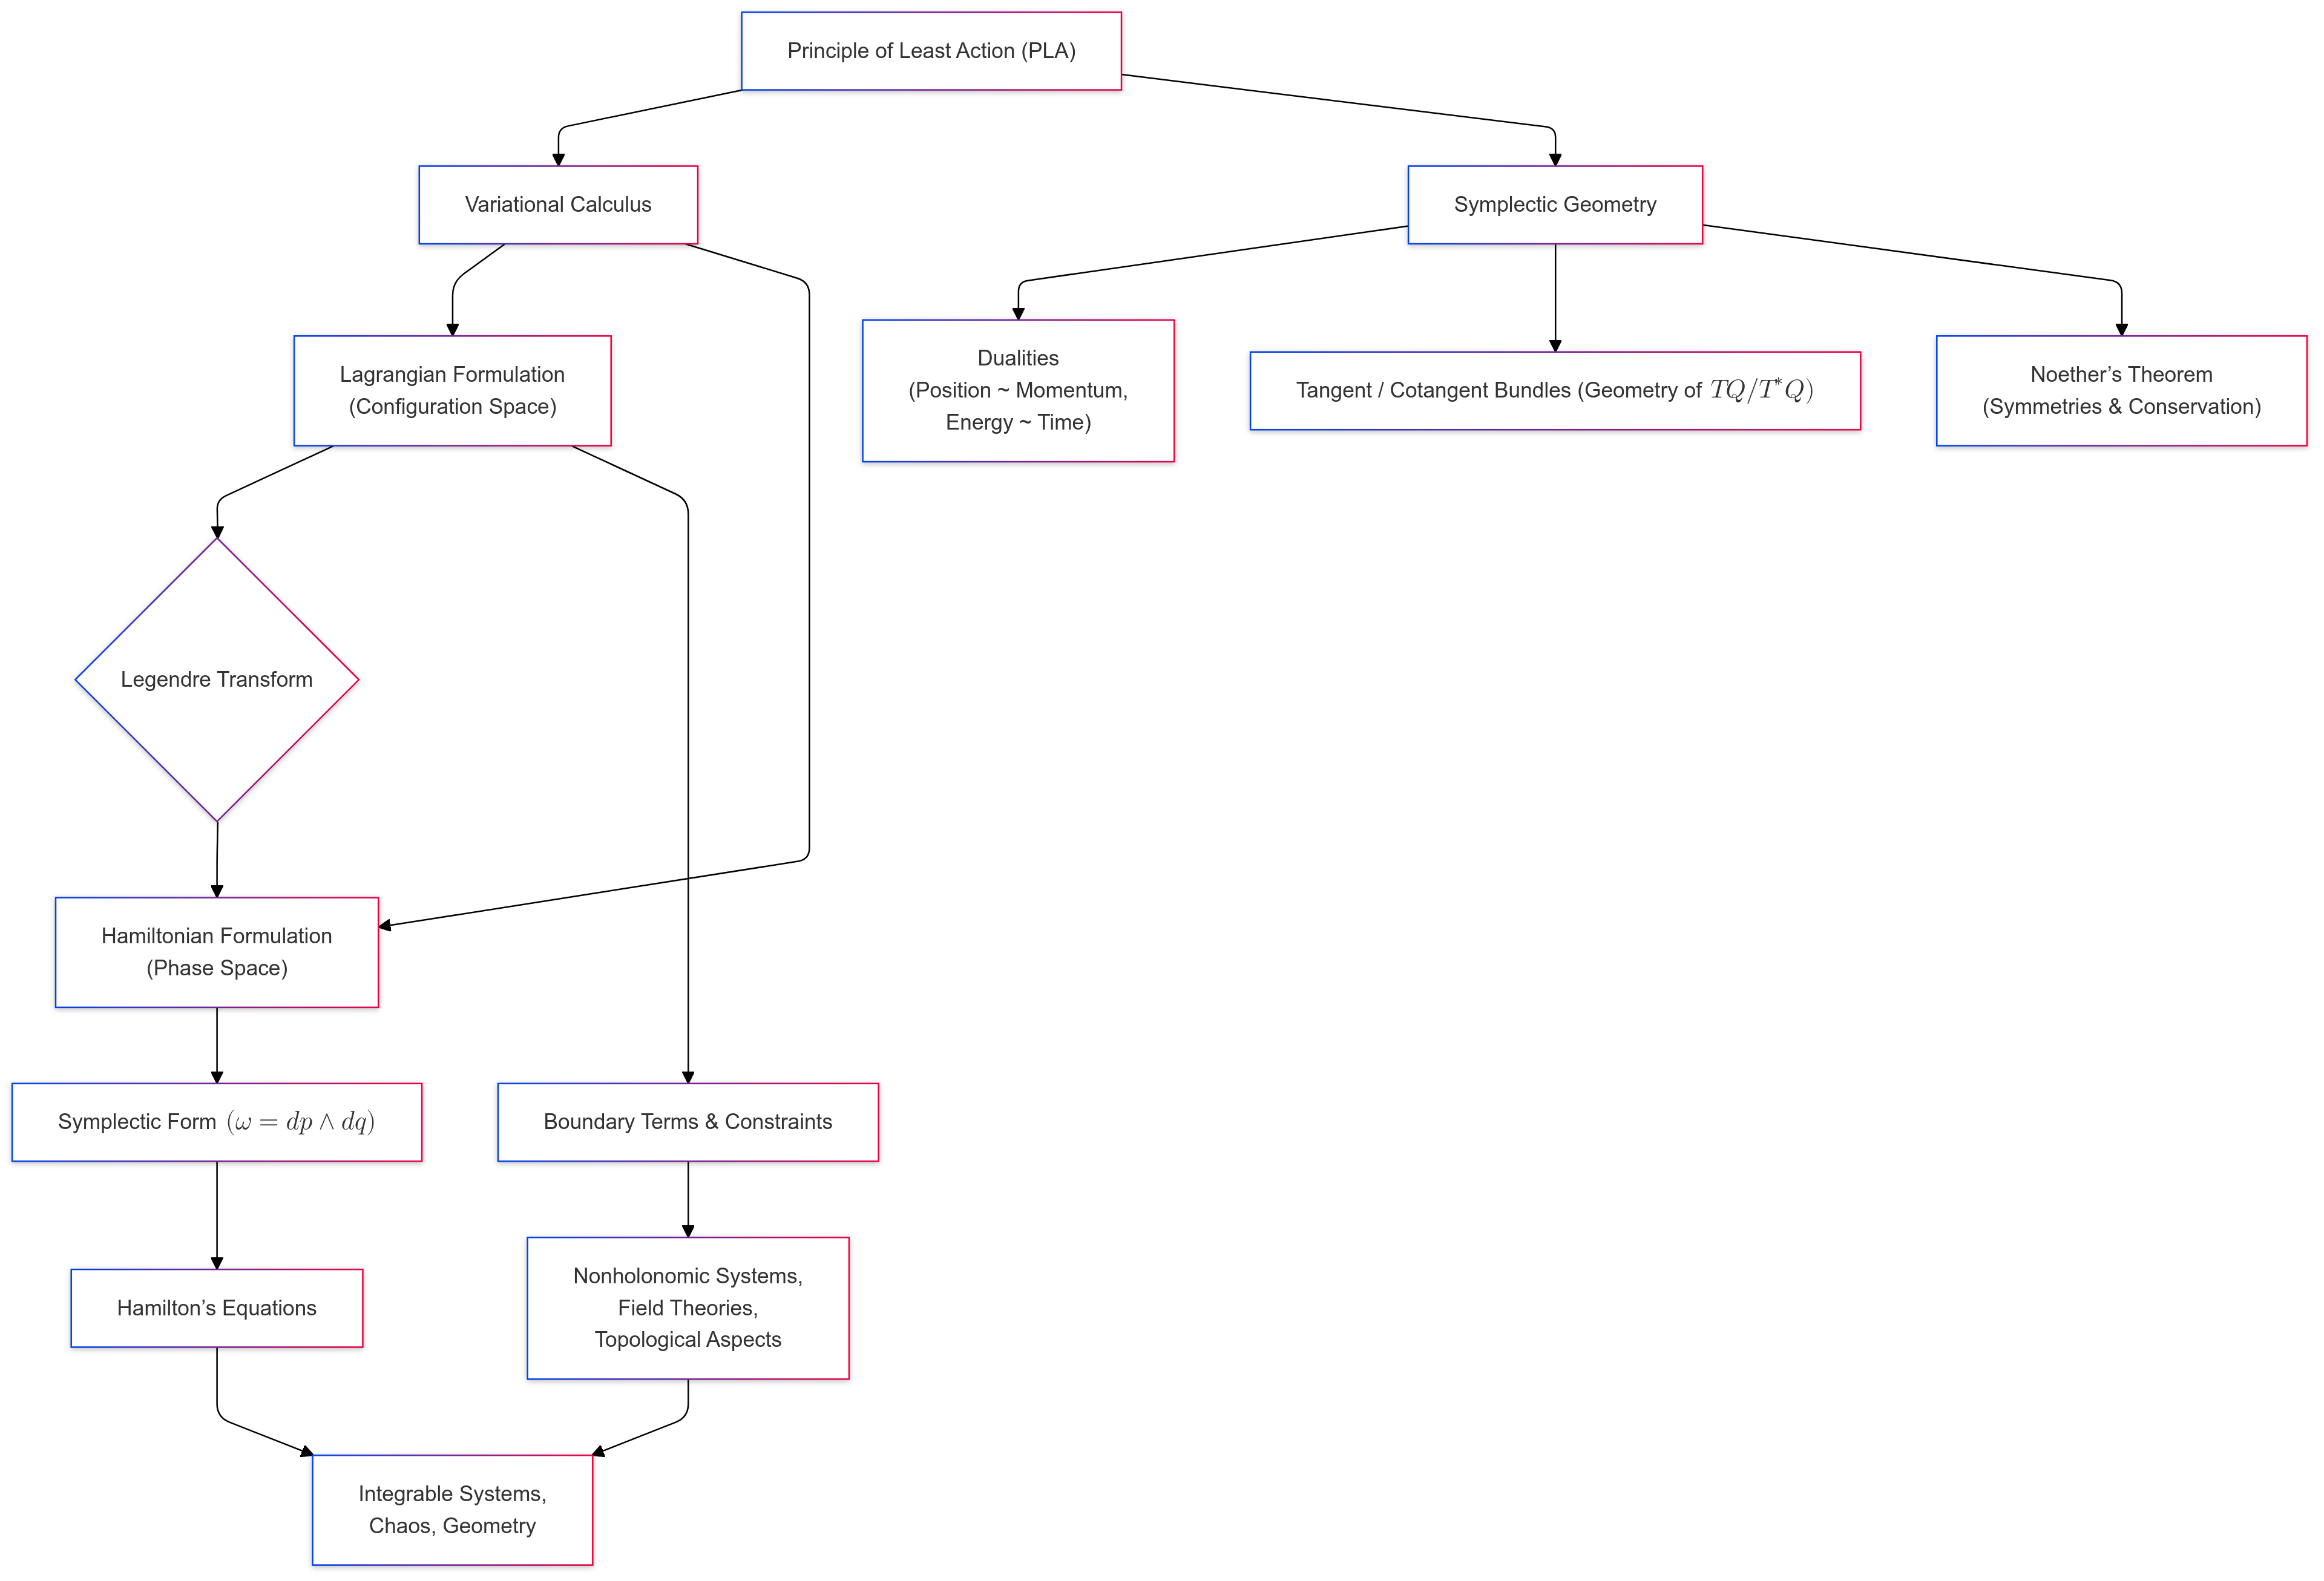 Principle of Least Action (PLA)
Variational Calculus
Symplectic Geometry
Lagrangian Formulation
(Configuration Space)
Dualities
(Position ~ Momentum,
Energy ~ Time)
Tangent / Cotangent Bundles (Geometry of TQ/T*Q)
Noether’s Theorem
(Symmetries & Conservation)
Legendre Transform
Hamiltonian Formulation
(Phase Space)
Symplectic Form (ω = dp ∧ dq)
Boundary Terms & Constraints
Hamilton’s Equations
Nonholonomic Systems,
Field Theories,
Topological Aspects
Integrable Systems,
Chaos, Geometry